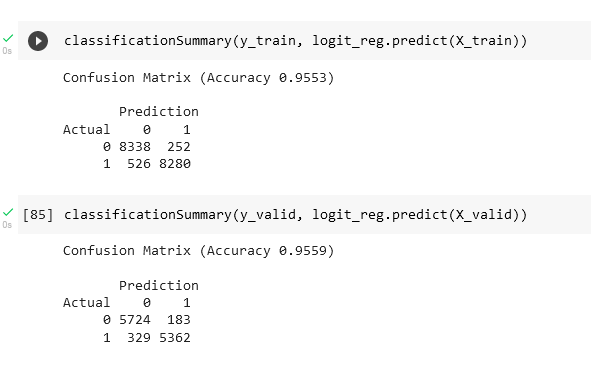 classificationSummary(y_train, logit_reg.predict(X_train))
0s
Confusion Matrix (Accuracy 0.9553)
Prediction
Actual 0 1
0 8338 252
1 526 8280
[85] classificationSummary(y_valid, logit_reg.predict(X_valid))
0s
Confusion Matrix (Accuracy 0.9559)
Prediction
Actual 0 1
0 5724 183
1 329 5362